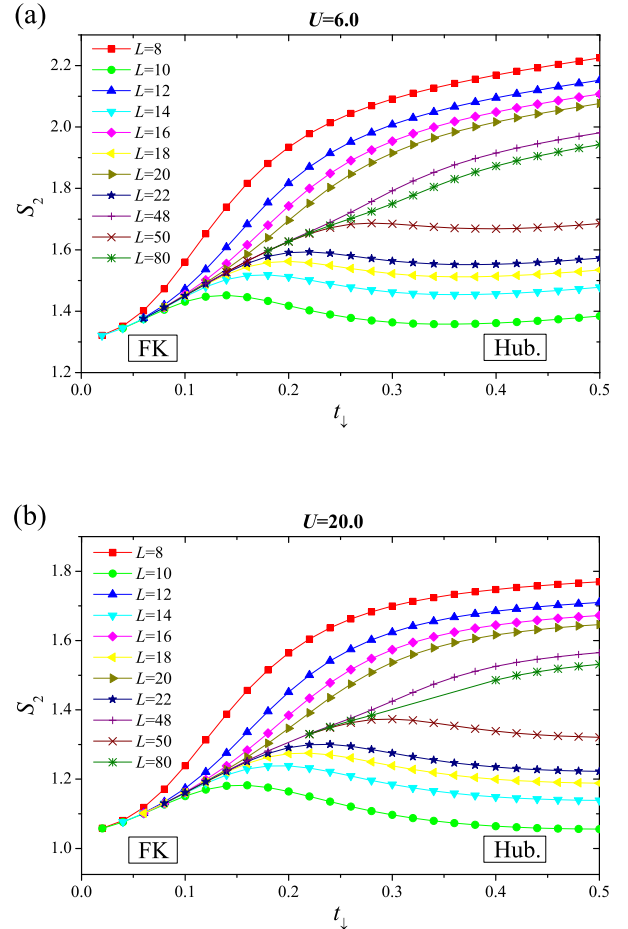 (a)
U=6.0
L=8
L=10
L=12
L=14
L=16
L=18
L=20
L=22
L=48
L=50
L=80
2.2
2.0
1.8
1.6
1.4
1.2
S₂
FK
Hub.
0.0 0.1 0.2 0.3 0.4 0.5
t↓
(b)
U=20.0
L=8
L=10
L=12
L=14
L=16
L=18
L=20
L=22
L=48
L=50
L=80
1.8
1.6
1.4
1.2
1.0
S₂
FK
Hub.
0.0 0.1 0.2 0.3 0.4 0.5
t↓